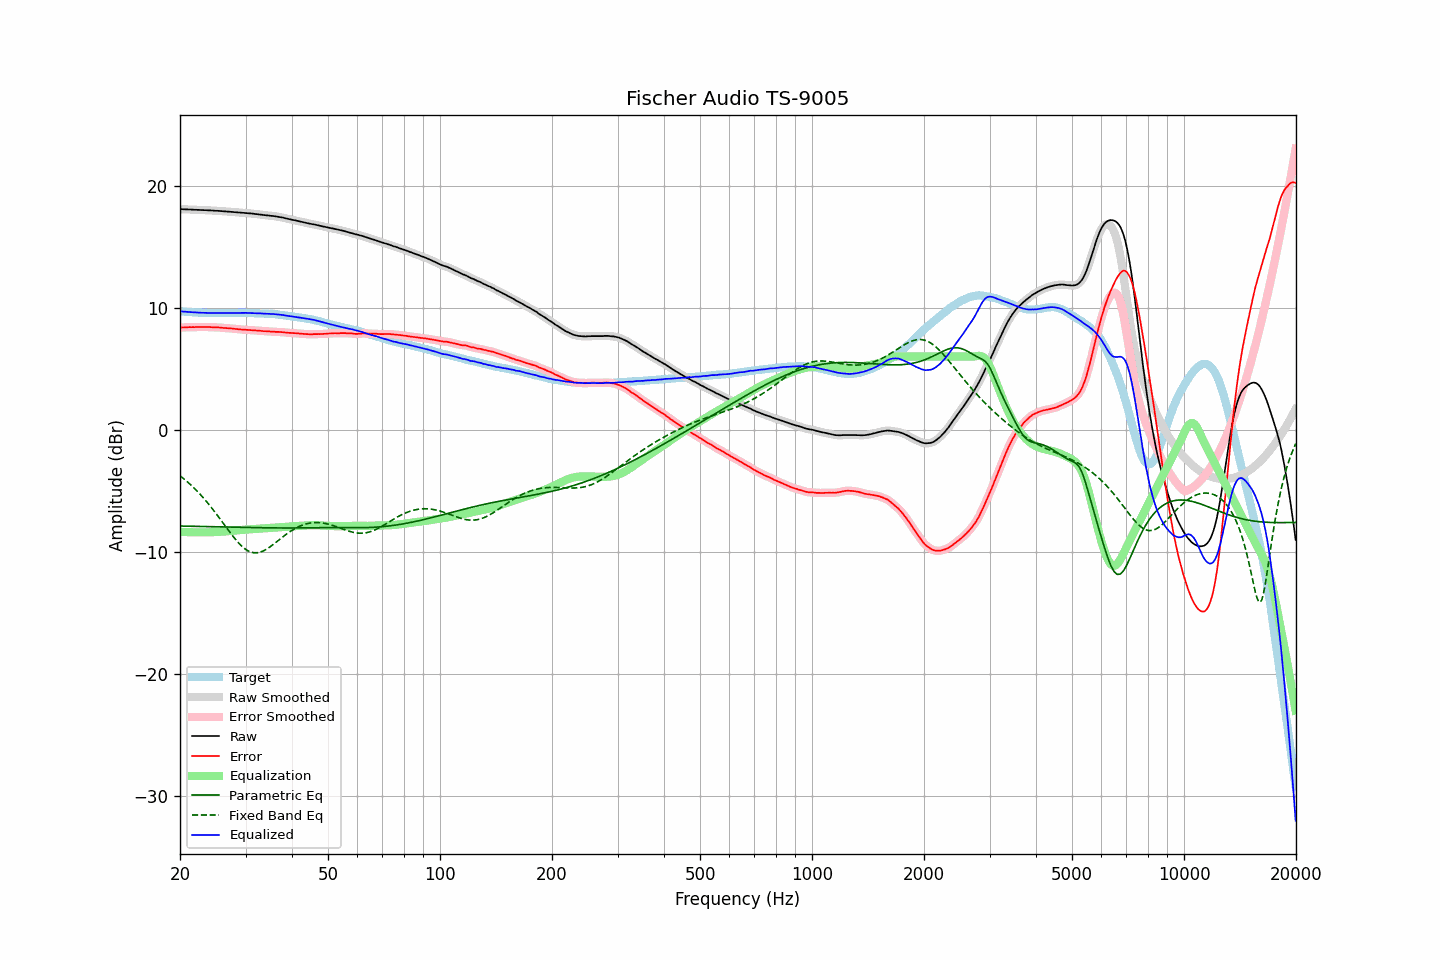 Fischer Audio TS-9005
Amplitude (dBr)
20
10
0
−10
−20
−30
Target
Raw Smoothed
Error Smoothed
Raw
Error
Equalization
Parametric Eq
Fixed Band Eq
Equalized
20 50 100 200 500 1000 2000 5000 10000 20000
Frequency (Hz)